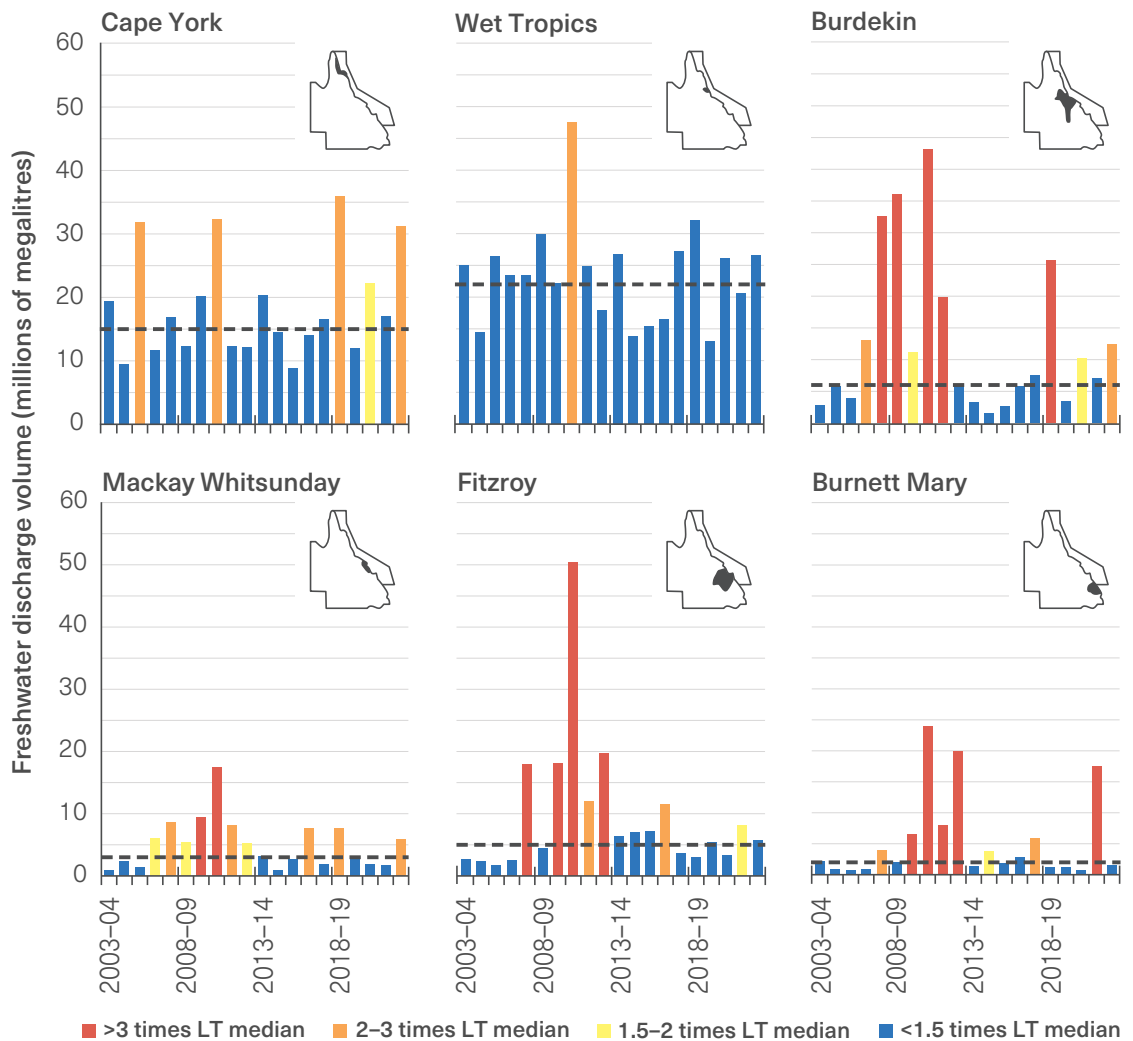 Cape York
Wet Tropics
Burdekin
60
50
40
30
20
10
0
Freshwater discharge volume (millions of megalitres)
Mackay Whitsunday
Fitzroy
Burnett Mary
60
50
40
30
20
10
0
2003–04
2008–09
2013–14
2018–19
2003–04
2008–09
2013–14
2018–19
2003–04
2008–09
2013–14
2018–19
>3 times LT median
2–3 times LT median
1.5–2 times LT median
<1.5 times LT median